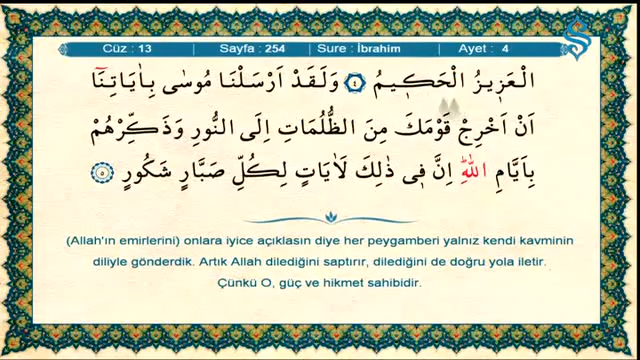 Cüz : 13 Sayfa : 254 Sure : İbrahim Ayet : 4
الْعَزٖيزُ الْحَكٖيمُ ﴿٤﴾ وَلَقَدْ اَرْسَلْنَا مُوسٰى بِاٰيَاتِنَٓا
اَنْ اَخْرِجْ قَوْمَكَ مِنَ الظُّلُمَاتِ اِلَى النُّورِ وَذَكِّرْهُمْ
بِاَيَّامِ اللّٰهِؕ اِنَّ فٖي ذٰلِكَ لَاٰيَاتٍ لِكُلِّ صَبَّارٍ شَكُورٍ ﴿٥﴾
(Allah'ın emirlerini) onlara iyice açıklasın diye her peygamberi yalnız kendi kavminin
diliyle gönderdik. Artık Allah dilediğini saptırır, dilediğini de doğru yola iletir.
Çünkü O, güç ve hikmet sahibidir.